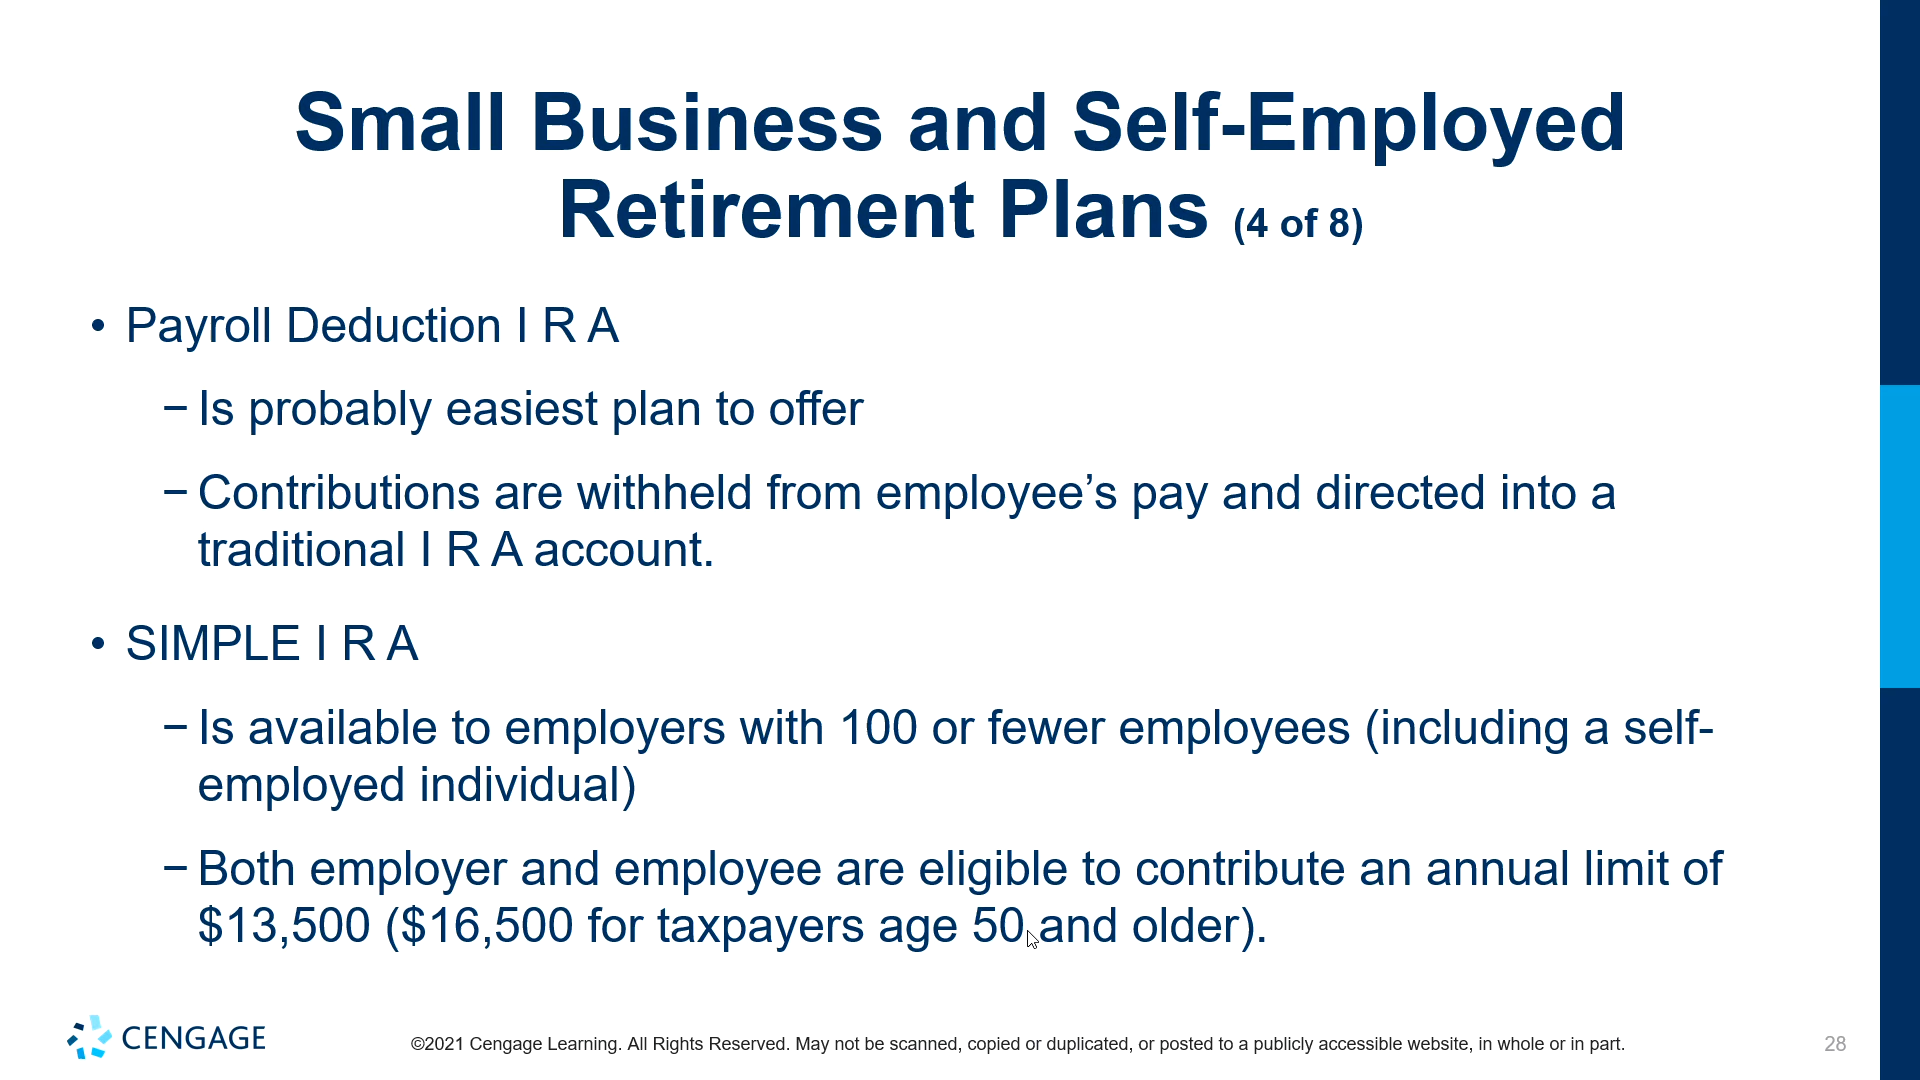 Small Business and Self-Employed
Retirement Plans (4 of 8)
• Payroll Deduction I R A
− Is probably easiest plan to offer
− Contributions are withheld from employee’s pay and directed into a
traditional I R A account.
• SIMPLE I R A
− Is available to employers with 100 or fewer employees (including a self-
employed individual)
− Both employer and employee are eligible to contribute an annual limit of
$13,500 ($16,500 for taxpayers age 50 and older).
CENGAGE
©2021 Cengage Learning. All Rights Reserved. May not be scanned, copied or duplicated, or posted to a publicly accessible website, in whole or in part.
28